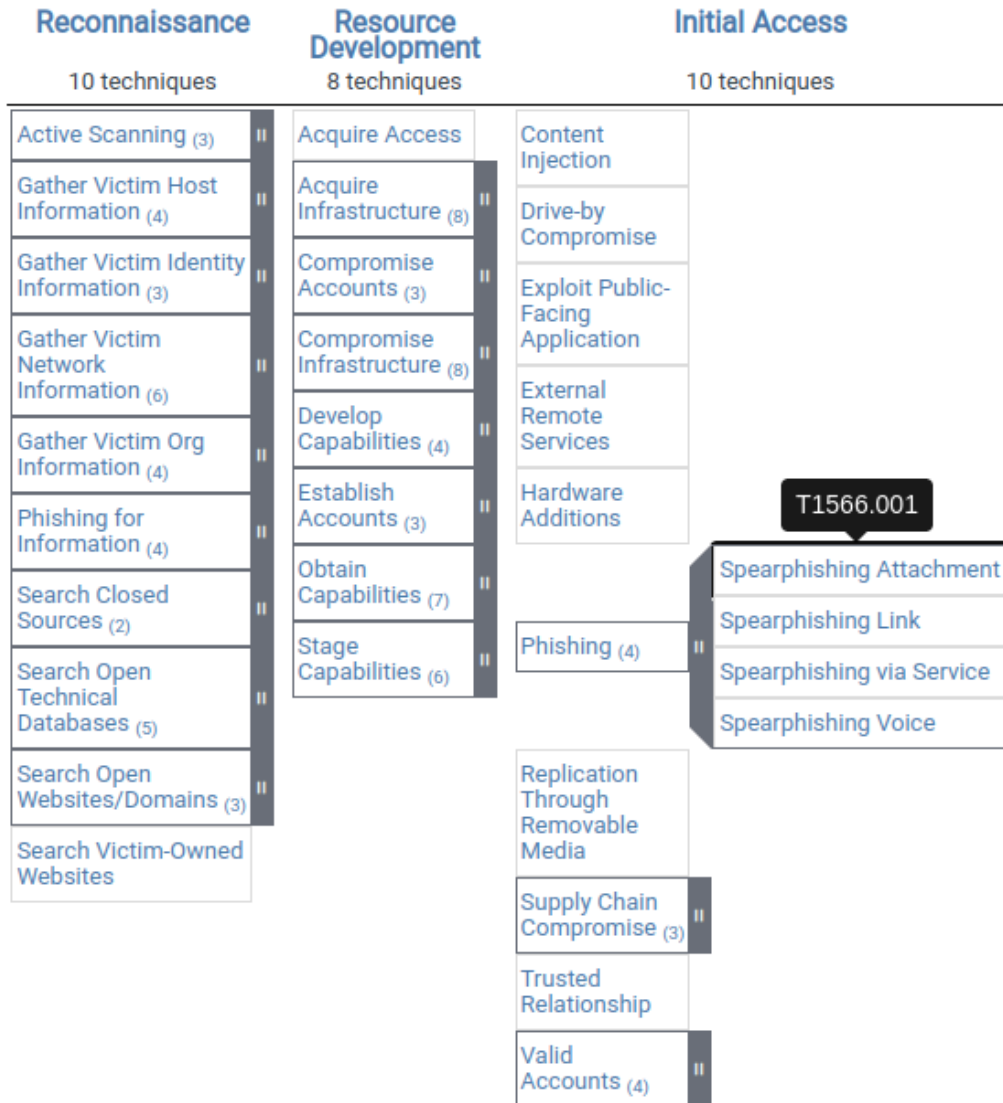 Reconnaissance
10 techniques
Active Scanning (3)
Gather Victim Host
Information (4)
Gather Victim Identity
Information (3)
Gather Victim
Network
Information (6)
Gather Victim Org
Information (4)
Phishing for
Information (4)
Search Closed
Sources (2)
Search Open
Technical
Databases (5)
Search Open
Websites/Domains (3)
Search Victim-Owned
Websites
Resource
Development
8 techniques
Acquire Access
Acquire
Infrastructure (8)
Compromise
Accounts (3)
Compromise
Infrastructure (8)
Develop
Capabilities (4)
Establish
Accounts (3)
Obtain
Capabilities (7)
Stage
Capabilities (6)
Initial Access
10 techniques
Content
Injection
Drive-by
Compromise
Exploit Public-
Facing
Application
External
Remote
Services
Hardware
Additions
Phishing (4)
T1566.001
Spearphishing Attachment
Spearphishing Link
Spearphishing via Service
Spearphishing Voice
Replication
Through
Removable
Media
Supply Chain
Compromise (3)
Trusted
Relationship
Valid
Accounts (4)